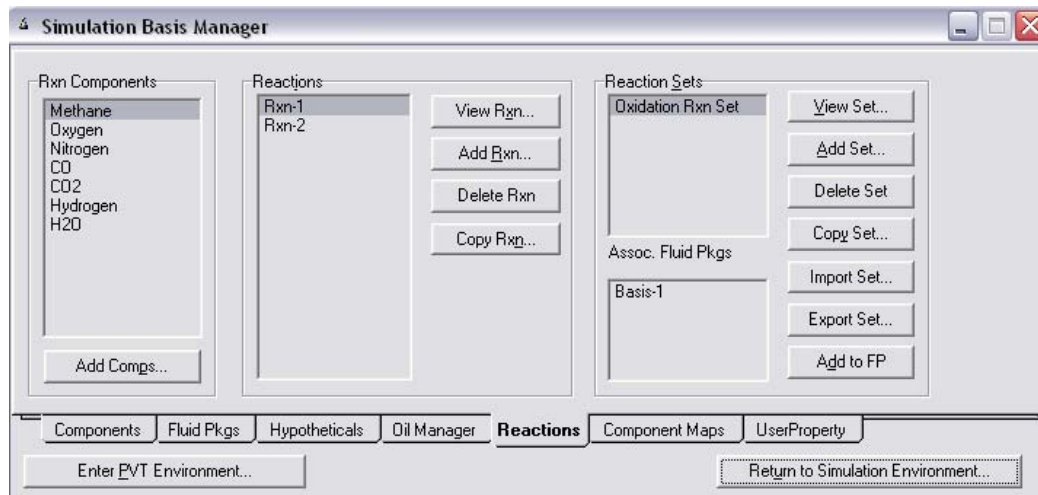 Simulation Basis Manager
Rxn Components
Methane
Oxygen
Nitrogen
CO
CO2
Hydrogen
H2O
Add Comps...
Reactions
Rxn-1
Rxn-2
View Rxn...
Add Rxn...
Delete Rxn
Copy Rxn...
Reaction Sets
Oxidation Rxn Set
Assoc. Fluid Pkgs
Basis-1
View Set...
Add Set...
Delete Set
Copy Set...
Import Set...
Export Set...
Add to FP
Components Fluid Pkgs Hypotheticals Oil Manager Reactions Component Maps UserProperty
Enter PVT Environment... Return to Simulation Environment...